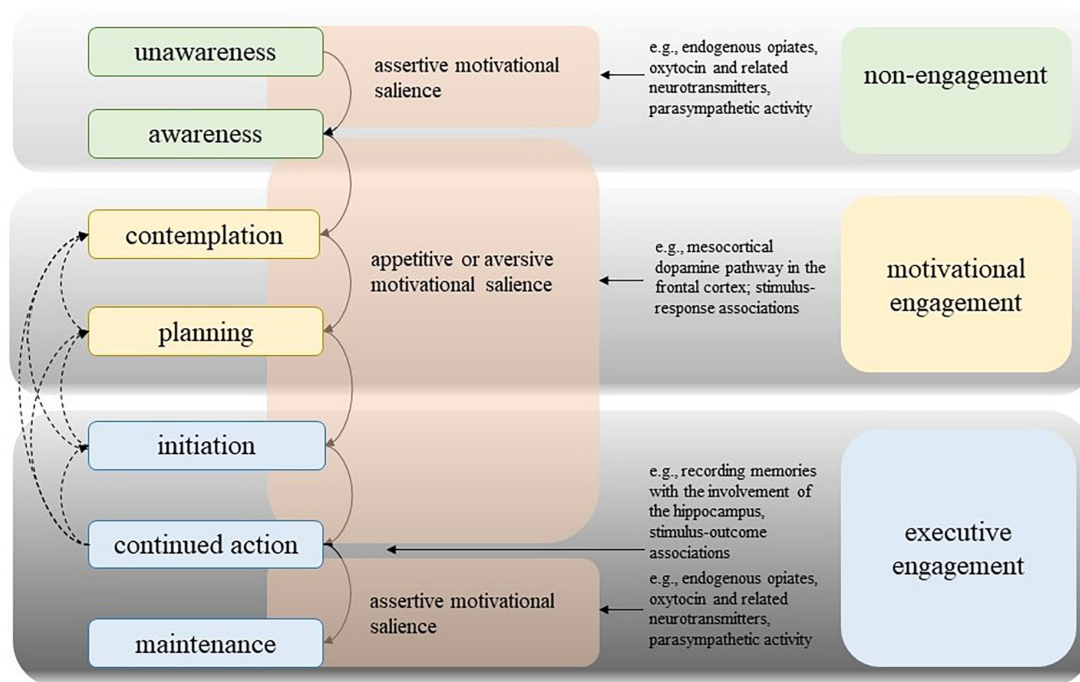 unawareness
assertive motivational
salience
e.g., endogenous opiates,
oxytocin and related
neurotransmitters,
parasympathetic activity
non-engagement
awareness
contemplation
appetitive or aversive
motivational salience
e.g., mesocortical
dopamine pathway in the
frontal cortex; stimulus-
response associations
motivational
engagement
planning
initiation
continued action
e.g., recording memories
with the involvement of
the hippocampus,
stimulus-outcome
associations
executive
engagement
assertive motivational
salience
e.g., endogenous opiates,
oxytocin and related
neurotransmitters,
parasympathetic activity
maintenance